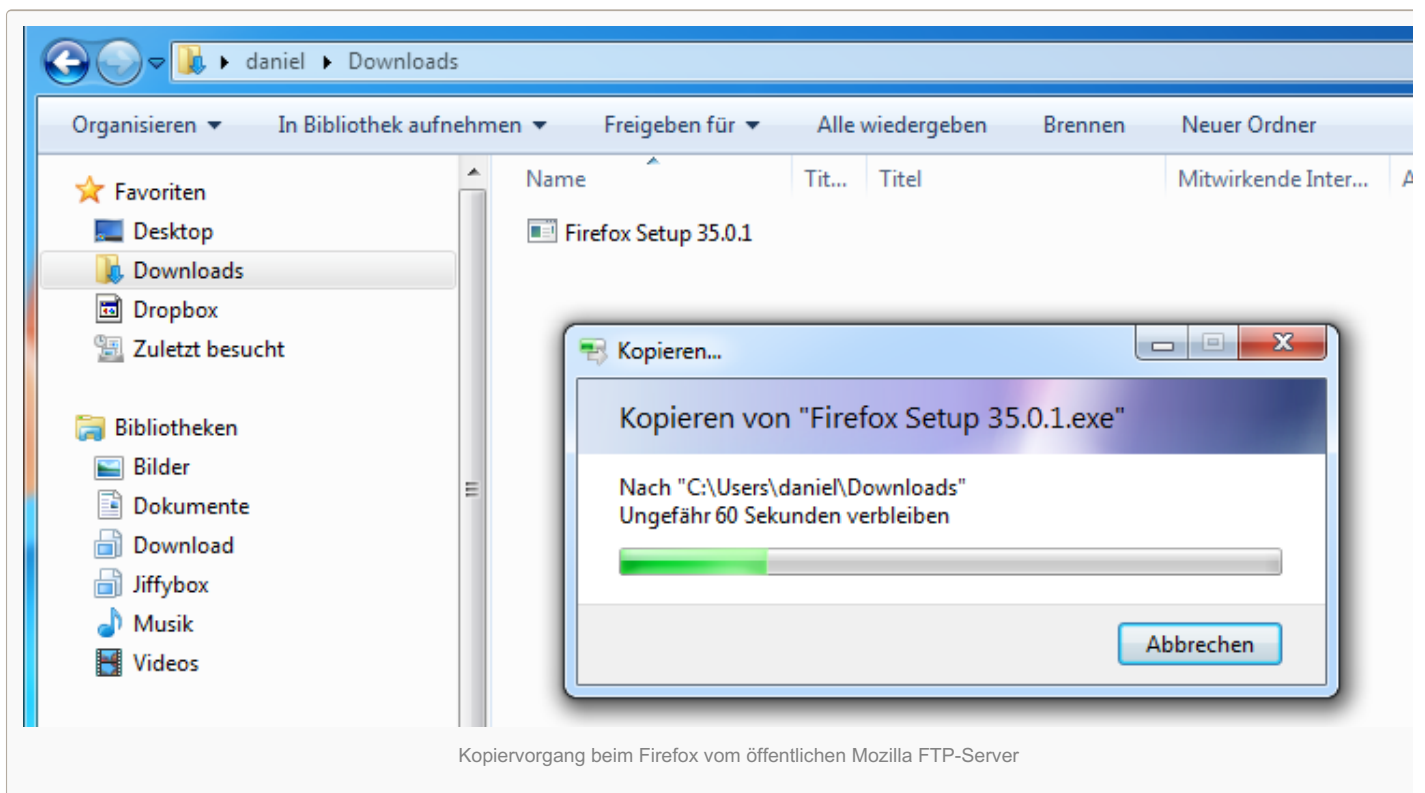 daniel Downloads
Organisieren In Bibliothek aufnehmen Freigeben für Alle wiedergeben Brennen Neuer Ordner
Name Tit... Titel Mitwirkende Inter... A
Favoriten
Desktop
Downloads
Dropbox
Zuletzt besucht
Bibliotheken
Bilder
Dokumente
Download
Jiffybox
Musik
Videos
Firefox Setup 35.0.1
Kopieren...
Kopieren von "Firefox Setup 35.0.1.exe"
Nach "C:\Users\daniel\Downloads"
Ungefähr 60 Sekunden verbleiben
Abbrechen
Kopiervorgang beim Firefox vom öffentlichen Mozilla FTP-Server